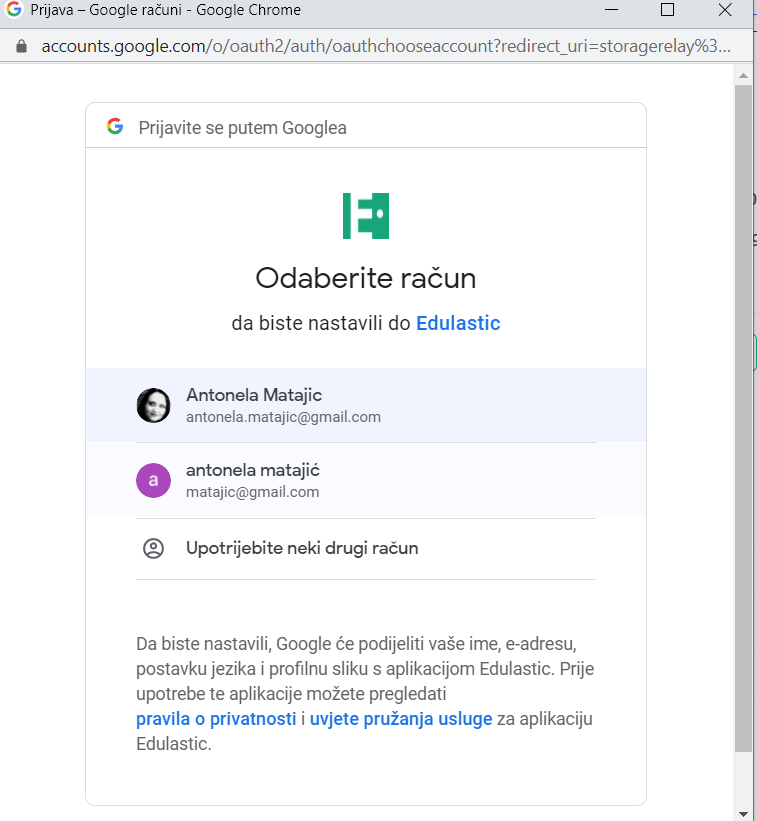 Prijava – Google računi - Google Chrome
accounts.google.com/o/oauth2/auth/oauthchooseaccount?redirect_uri=storagerelay%3...
Prijavite se putem Googlea
Odaberite račun
da biste nastavili do Edulastic
Antonela Matajic
antonela.matajic@gmail.com
a
antonela matajić
matajic@gmail.com
Upotrijebite neki drugi račun
Da biste nastavili, Google će podijeliti vaše ime, e-adresu,
postavku jezika i profilnu sliku s aplikacijom Edulastic. Prije
upotrebe te aplikacije možete pregledati
pravila o privatnosti i uvjete pružanja usluge za aplikaciju
Edulastic.